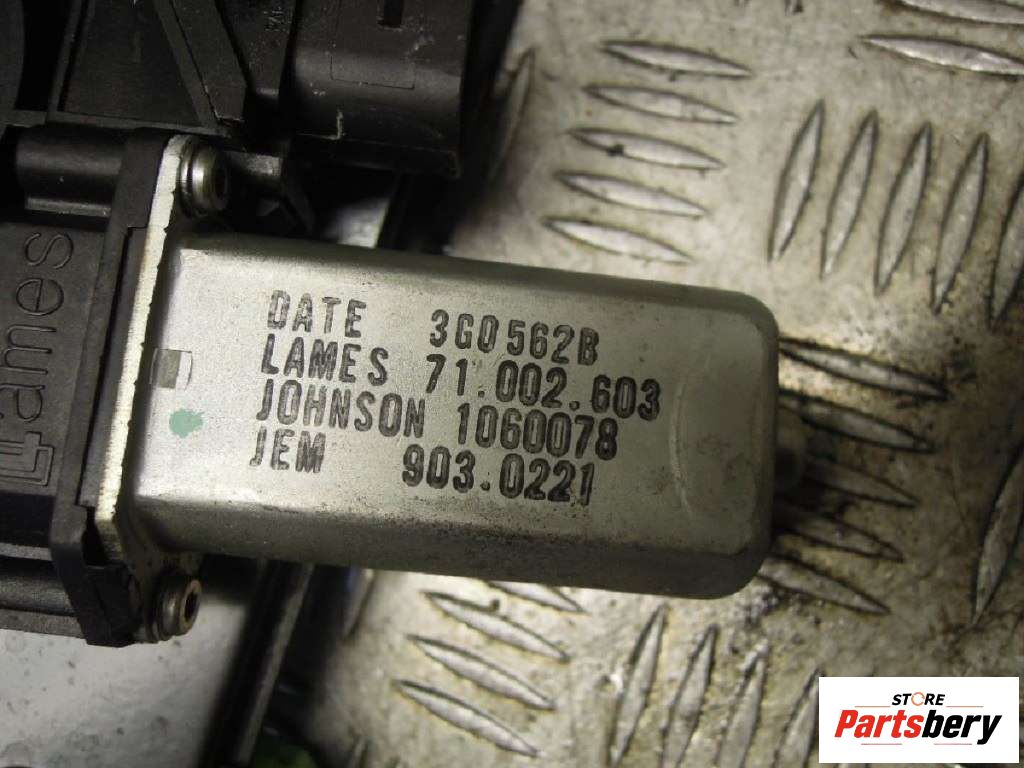 DATE 3G0562B
LAMES 71.002.603
JOHNSON 1060078
JEM 903.0221
Lames
STORE
Partsbery